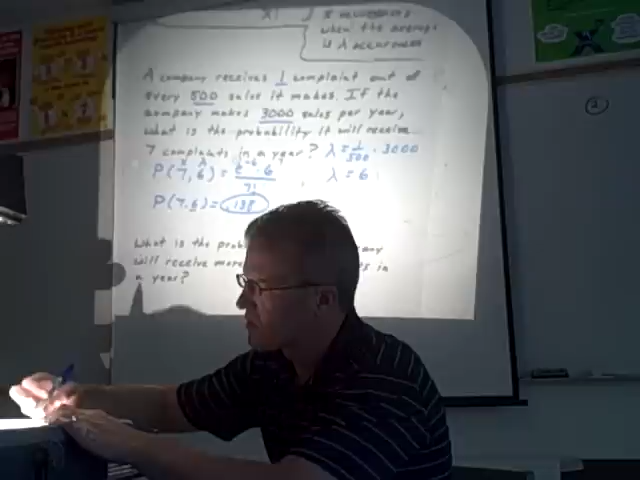 X!
x occurrences
when the average
is λ occurrences
A company receives 1 complaint out of
every 500 sales it makes. If the
company makes 3000 sales per year,
what is the probability it will receive
7 complaints in a year? λ = 1/500 · 3000
P(7, 6) = e^-6 · 6^7 / 7! λ = 6
P(7, 6) = .138
What is the prob
will receive more
s in
a year?
2